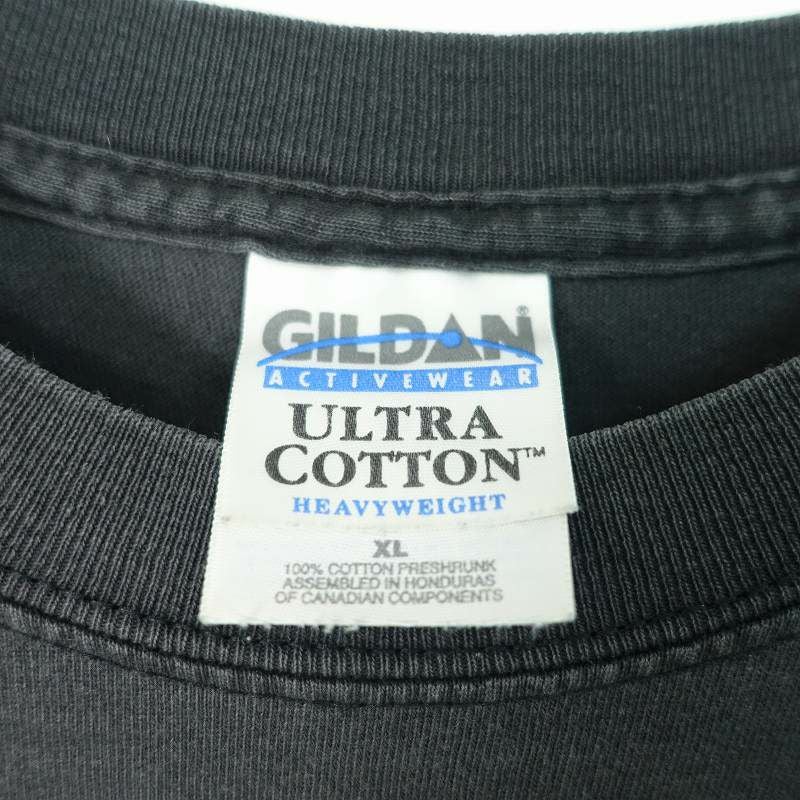 GILDAN®
ACTIVEWEAR
ULTRA
COTTON™
HEAVYWEIGHT
XL
100% COTTON PRESHRUNK
ASSEMBLED IN HONDURAS
OF CANADIAN COMPONENTS